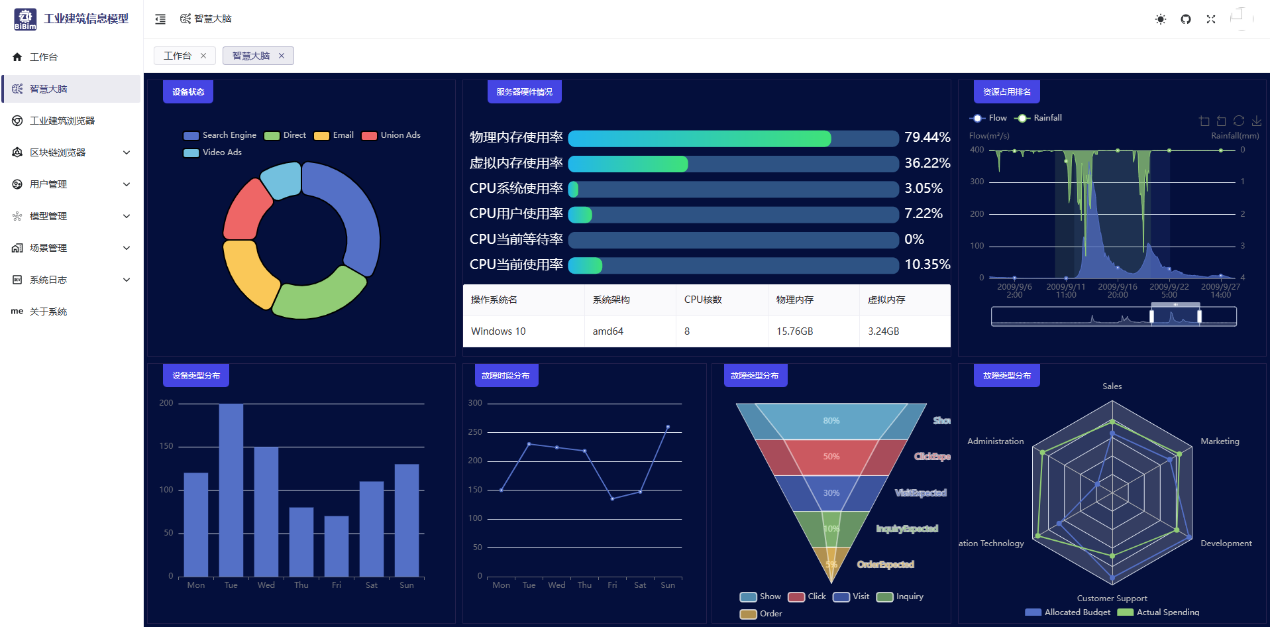 BIBim
工业建筑信息模型
智慧大脑
工作台 ×
智慧大脑 ×
工作台
智慧大脑
工业建筑浏览器
区块链浏览器
用户管理
模型管理
场景管理
系统日志
me 关于系统
设备状态
Search Engine Direct Email Union Ads
Video Ads
服务器硬件情况
物理内存使用率 79.44%
虚拟内存使用率 36.22%
CPU系统使用率 3.05%
CPU用户使用率 7.22%
CPU当前等待率 0%
CPU当前使用率 10.35%
操作系统名 系统架构 CPU核数 物理内存 虚拟内存
Windows 10 amd64 8 15.76GB 3.24GB
资源占用排名
Flow Rainfall
Flow(m³/s) Rainfall(mm)
400 0
300 1
200 2
100 3
0 4
2009/9/6 2009/9/11 2009/9/16 2009/9/22 2009/9/27
2:00 11:00 20:00 5:00 14:00
设备类型分布
200
150
100
50
0
Mon Tue Wed Thu Fri Sat Sun
故障时段分布
300
250
200
150
100
50
0
Mon Tue Wed Thu Fri Sat Sun
故障类型分布
80% Show
50% ClickExpe
30% VisitExpected
10% InquiryExpected
5% OrderExpected
Show Click Visit Inquiry
Order
故障类型分布
Sales
Administration Marketing
ation Technology Development
Customer Support
Allocated Budget Actual Spending